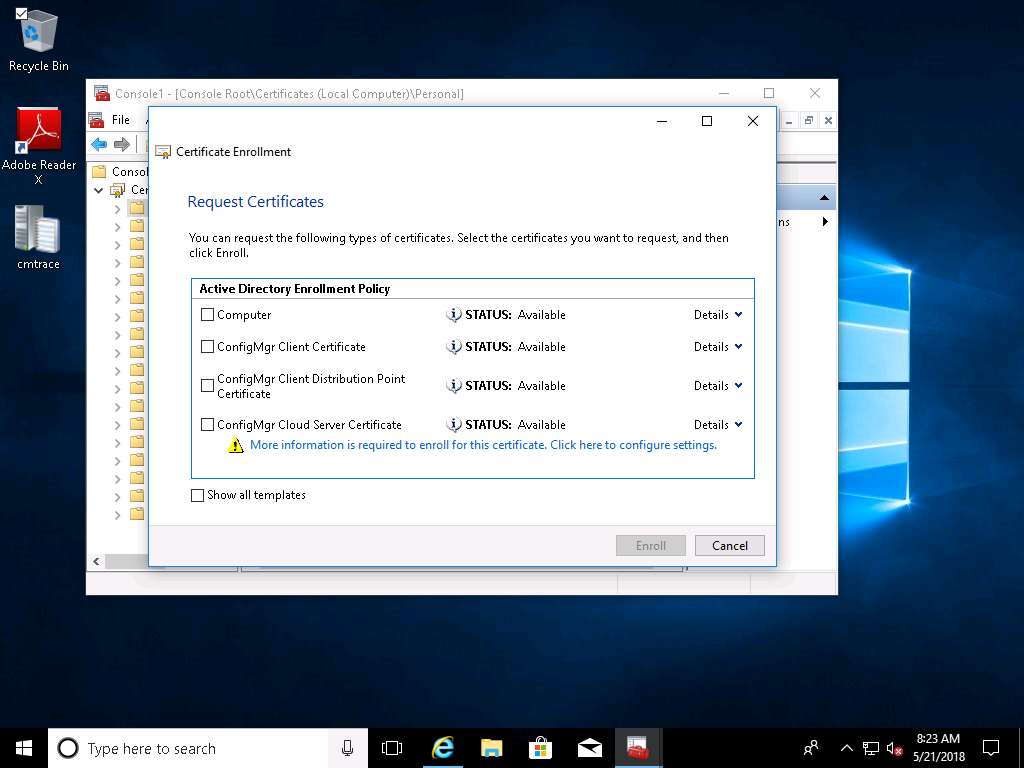 Recycle Bin
Adobe Reader
X
cmtrace
Console1 - [Console Root\Certificates (Local Computer)\Personal]
File
Consol
Cer
ns
Certificate Enrollment
Request Certificates
You can request the following types of certificates. Select the certificates you want to request, and then
click Enroll.
Active Directory Enrollment Policy
Computer STATUS: Available Details
ConfigMgr Client Certificate STATUS: Available Details
ConfigMgr Client Distribution Point
Certificate STATUS: Available Details
ConfigMgr Cloud Server Certificate STATUS: Available Details
More information is required to enroll for this certificate. Click here to configure settings.
Show all templates
Enroll Cancel
Type here to search
8:23 AM
5/21/2018